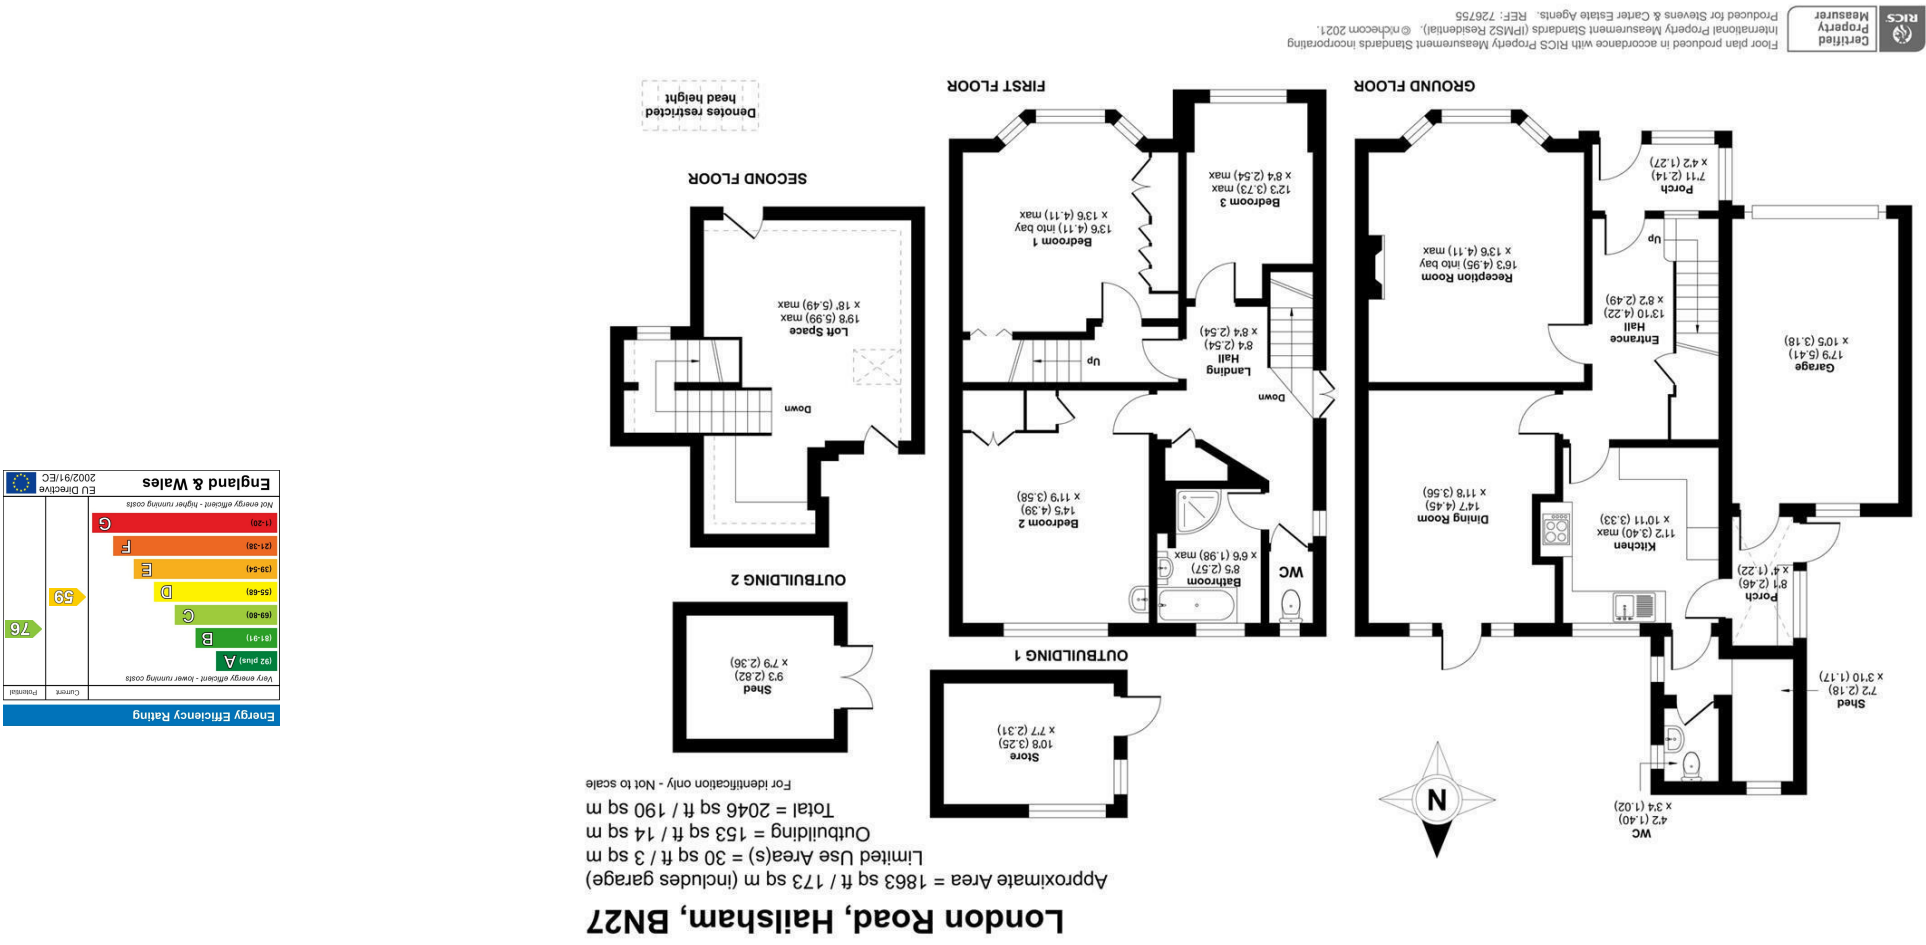 London Road, Hailsham, BN27
Approximate Area = 1863 sq ft / 173 sq m (includes garage)
Limited Use Area(s) = 30 sq ft / 3 sq m
Outbuilding = 153 sq ft / 14 sq m
Total = 2046 sq ft / 190 sq m
For identification only - Not to scale
N
WC
4'2 (1.40)
x 3'4 (1.02)
Shed
7'2 (2.18)
x 3'10 (1.17)
Porch
8'1 (2.46)
x 4' (1.22)
Kitchen
11'2 (3.40) max
x 10'11 (3.33)
Dining Room
14'7 (4.45)
x 11'8 (3.56)
Garage
17'9 (5.41)
x 10'5 (3.18)
Entrance
Hall
13'10 (4.22)
x 8'2 (2.49)
Up
Reception Room
16'3 (4.95) into bay
x 13'6 (4.11) max
Porch
7'11 (2.14)
x 4'2 (1.27)
GROUND FLOOR
Store
10'8 (3.25)
x 7'7 (2.31)
OUTBUILDING 1
WC
Bathroom
8'5 (2.57)
x 6'6 (1.98) max
Bedroom 2
14'5 (4.39)
x 11'9 (3.58)
Down
Landing
Hall
8'4 (2.54)
x 8'4 (2.54)
Up
Bedroom 1
13'6 (4.11) into bay
x 13'6 (4.11) max
Bedroom 3
12'3 (3.73) max
x 8'4 (2.54) max
FIRST FLOOR
Shed
9'3 (2.82)
x 7'9 (2.36)
OUTBUILDING 2
Down
Loft Space
19'8 (5.99) max
x 18' (5.49) max
SECOND FLOOR
Denotes restricted
head height
Certified
Property
Measurer
RICS
Floor plan produced in accordance with RICS Property Measurement Standards incorporating
International Property Measurement Standards (IPMS2 Residential). ©nichecom 2021.
Produced for Stevens & Carter Estate Agents. REF: 726755
Energy Efficiency Rating
Current
Potential
Very energy efficient - lower running costs
(92 plus) A
(81-91) B
(69-80) C
(55-68) D
(39-54) E
(21-38) F
(1-20) G
59
76
Not energy efficient - higher running costs
England & Wales
EU Directive
2002/91/EC